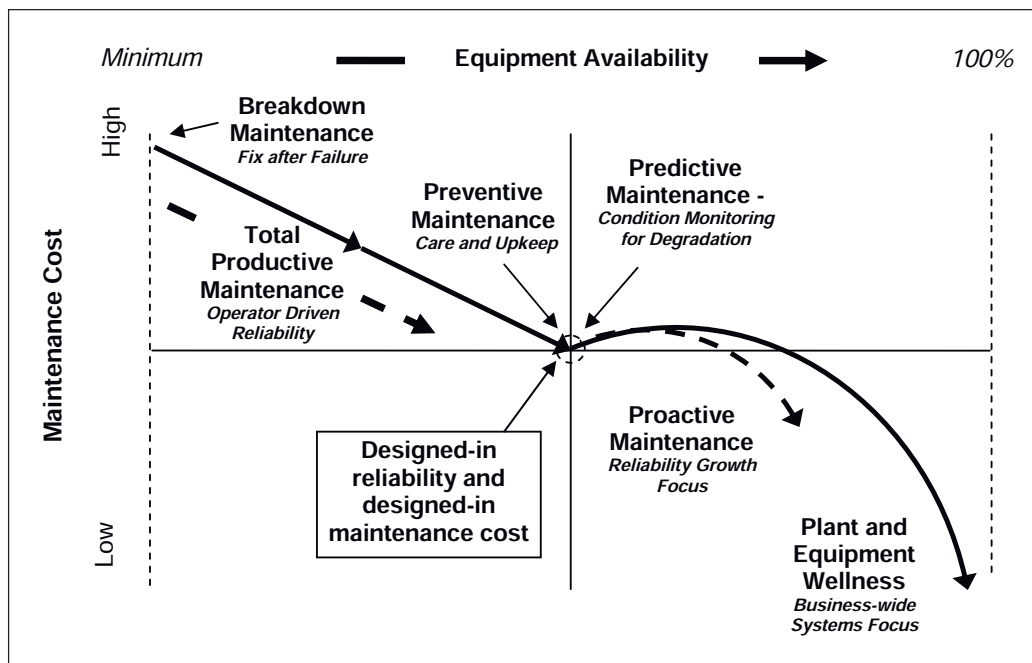 Minimum Equipment Availability 100%
High
Breakdown
Maintenance
Fix after Failure
Total
Productive
Maintenance
Operator Driven
Reliability
Preventive
Maintenance
Care and Upkeep
Predictive
Maintenance -
Condition Monitoring
for Degradation
Maintenance Cost
Designed-in
reliability and
designed-in
maintenance cost
Proactive
Maintenance
Reliability Growth
Focus
Low
Plant and
Equipment
Wellness
Business-wide
Systems Focus